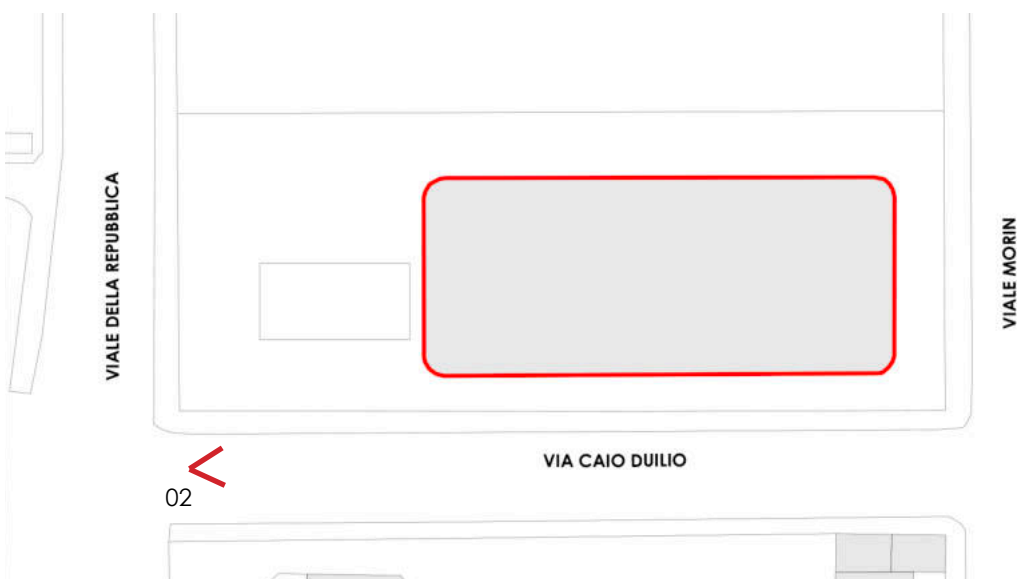 VIALE DELLA REPUBBLICA
VIALE MORIN
VIA CAIO DUILIO
02